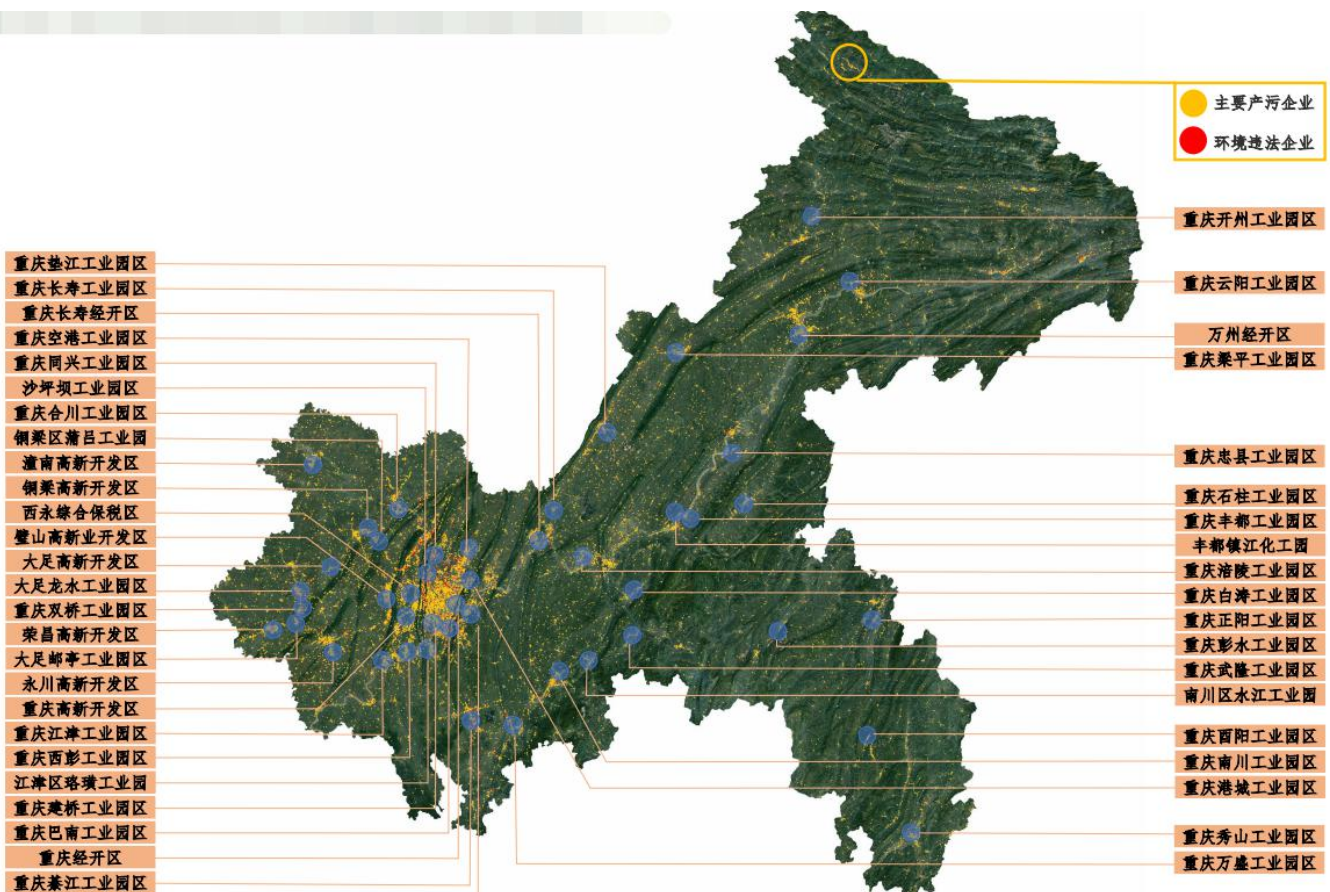 主要产污企业
环境违法企业
重庆开州工业园区
重庆云阳工业园区
万州经开区
重庆梁平工业园区
重庆忠县工业园区
重庆石柱工业园区
重庆丰都工业园区
丰都镇江化工园
重庆涪陵工业园区
重庆白涛工业园区
重庆正阳工业园区
重庆彭水工业园区
重庆武隆工业园区
南川区水江工业园
重庆酉阳工业园区
重庆南川工业园区
重庆港城工业园区
重庆秀山工业园区
重庆万盛工业园区
重庆垫江工业园区
重庆长寿工业园区
重庆长寿经开区
重庆空港工业园区
重庆同兴工业园区
沙坪坝工业园区
重庆合川工业园区
铜梁区蒲吕工业园
潼南高新开发区
铜梁高新开发区
西永综合保税区
璧山高新业开发区
大足高新开发区
大足龙水工业园区
重庆双桥工业园区
荣昌高新开发区
大足邮亭工业园区
永川高新开发区
重庆高新开发区
重庆江津工业园区
重庆西彭工业园区
江津区珞璜工业园
重庆建桥工业园区
重庆巴南工业园区
重庆经开区
重庆綦江工业园区